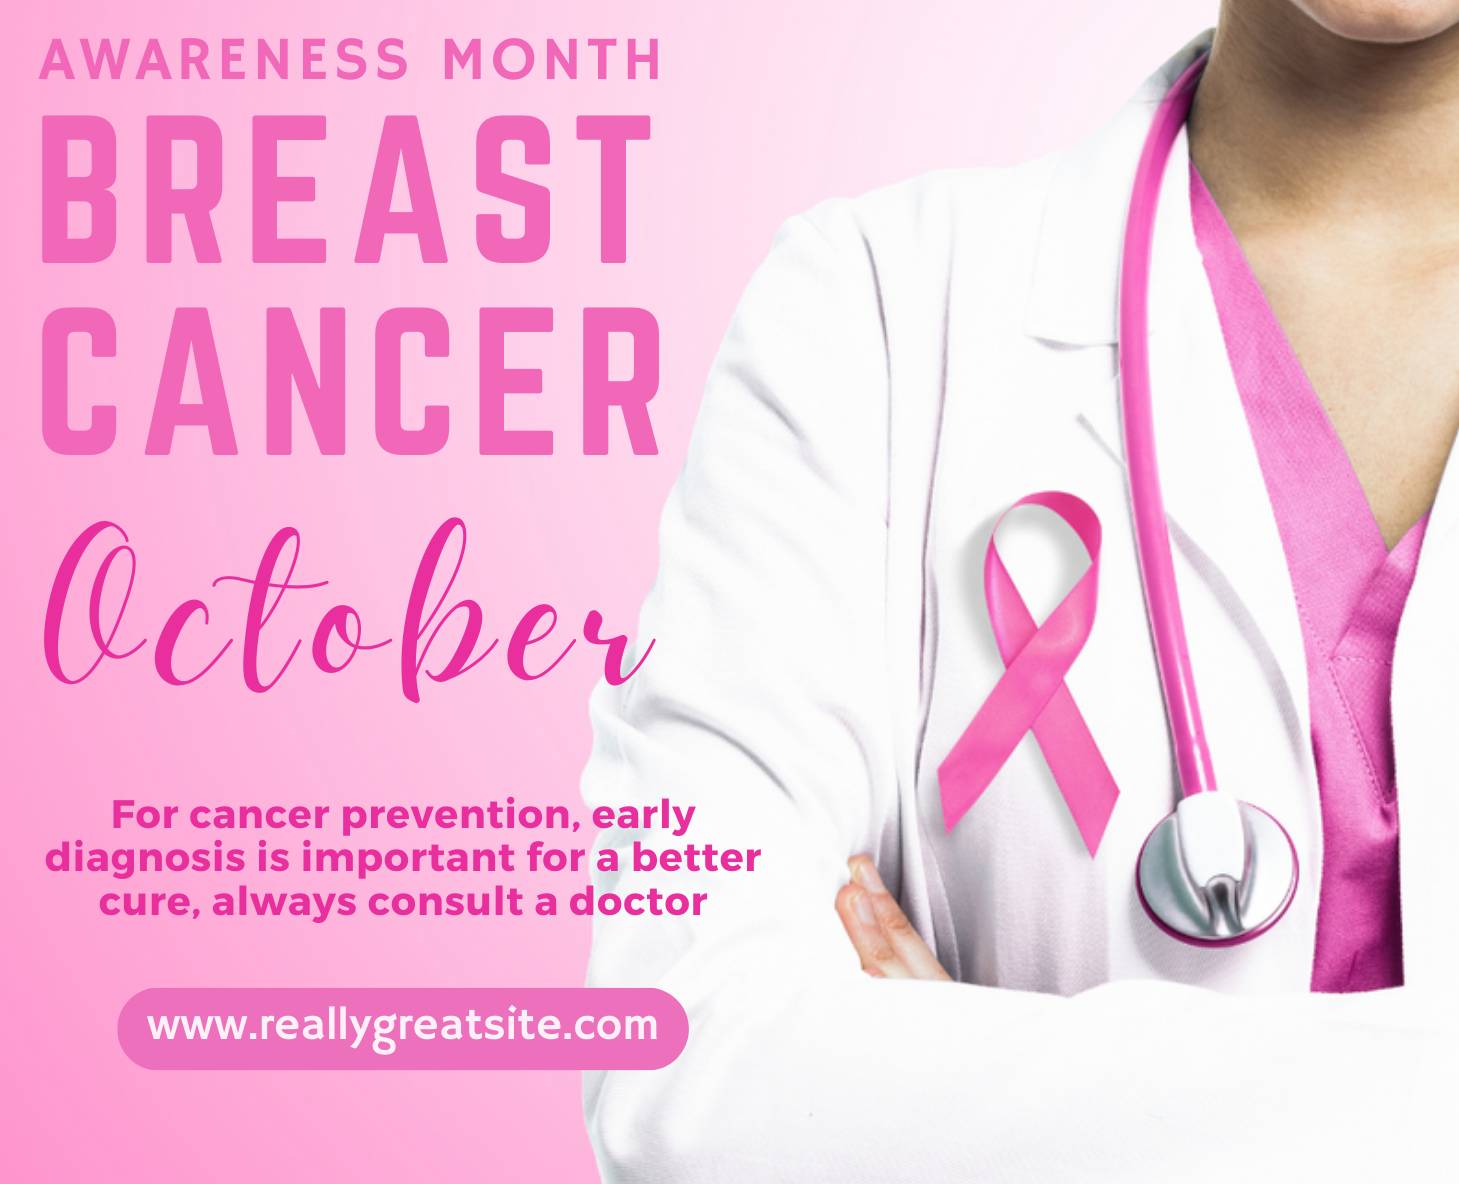 AWARENESS MONTH
BREAST
CANCER
October
For cancer prevention, early
diagnosis is important for a better
cure, always consult a doctor
www.reallygreatsite.com